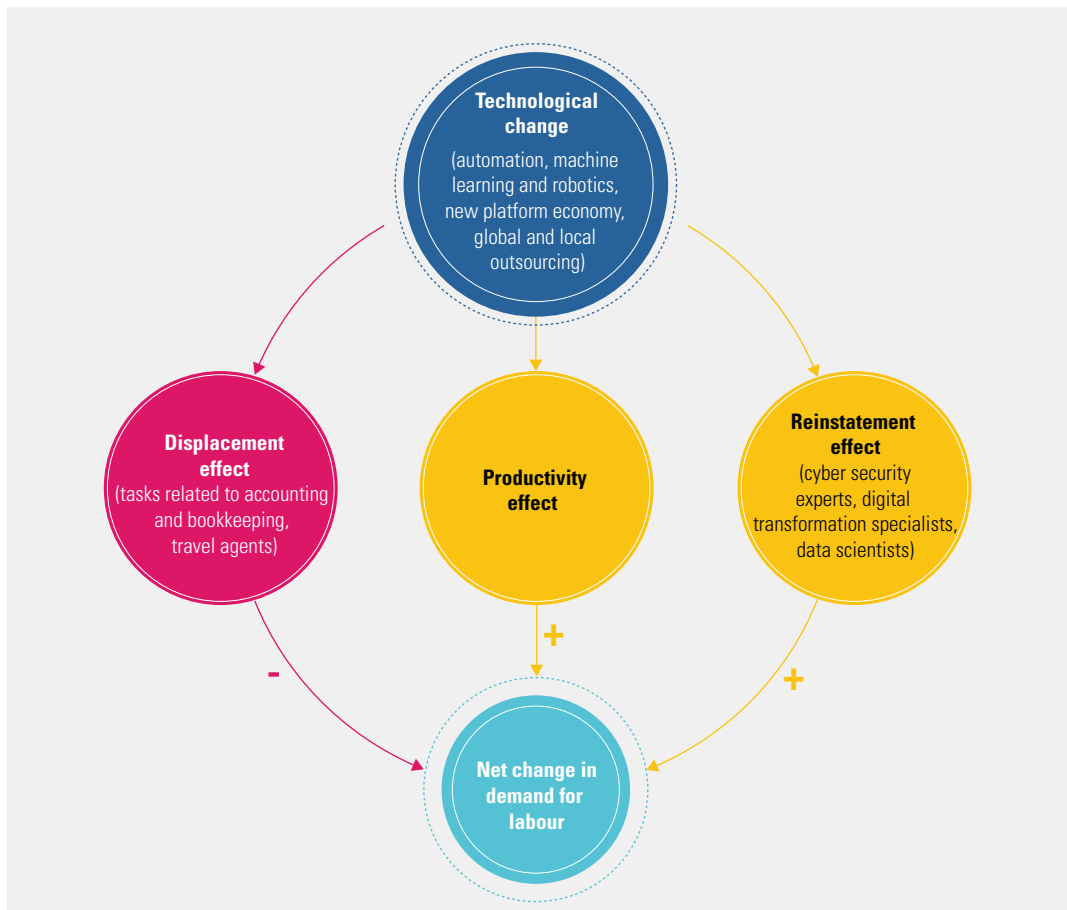 Technological
change
(automation, machine
learning and robotics,
new platform economy,
global and local
outsourcing)
Displacement
effect
(tasks related to accounting
and bookkeeping,
travel agents)
Productivity
effect
Reinstatement
effect
(cyber security
experts, digital
transformation specialists,
data scientists)
-
+
+
Net change in
demand for
labour